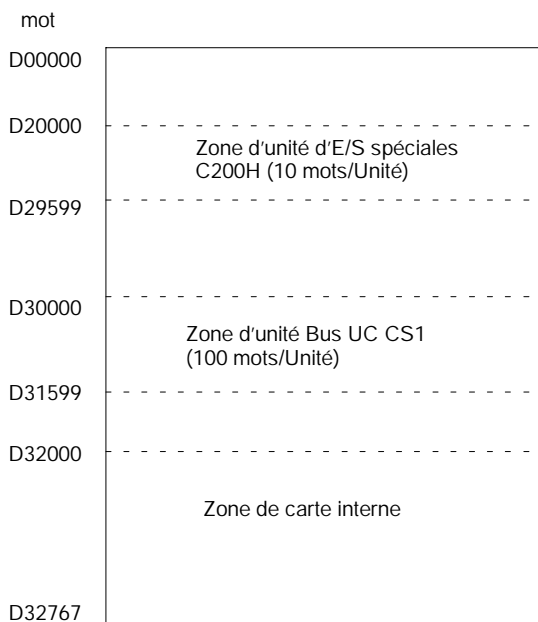 mot
D00000
D20000
Zone d'unité d'E/S spéciales
C200H (10 mots/Unité)
D29599
D30000
Zone d'unité Bus UC CS1
(100 mots/Unité)
D31599
D32000
Zone de carte interne
D32767